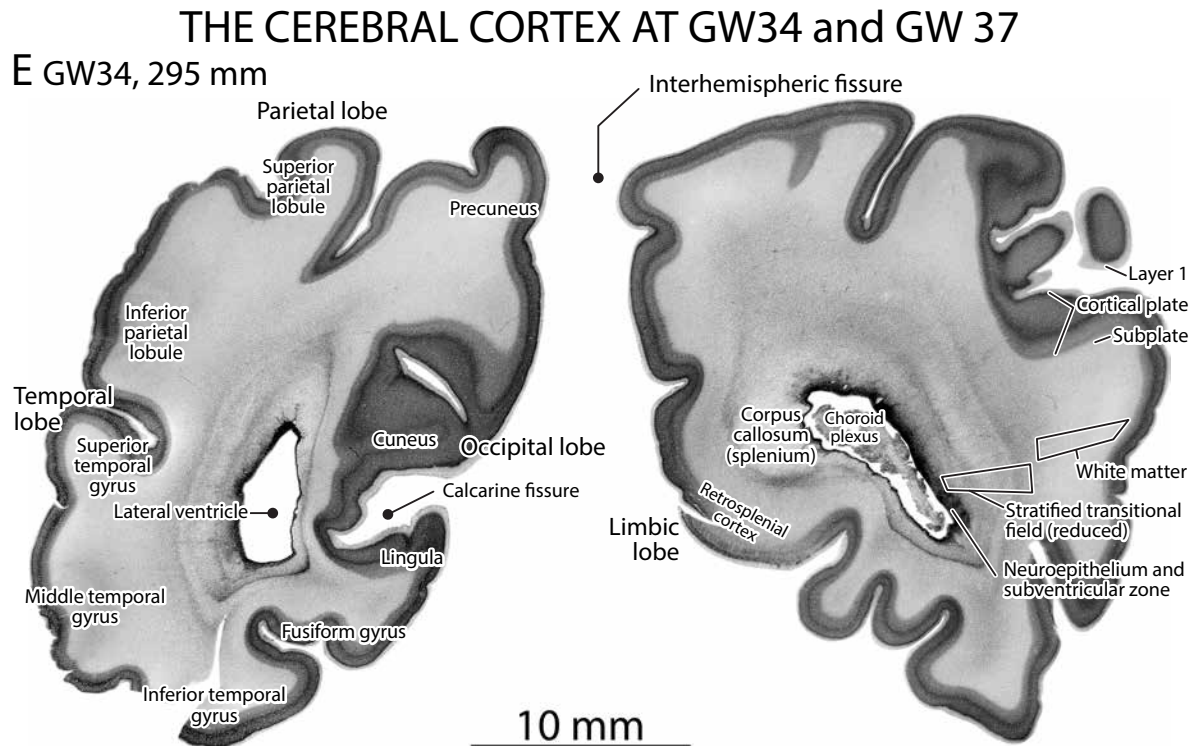 THE CEREBRAL CORTEX AT GW34 and GW 37
E GW34, 295 mm
Interhemispheric fissure
Parietal lobe
Superior
parietal
lobule
Precuneus
Layer 1
Cortical plate
Subplate
Inferior
parietal
lobule
Temporal
lobe
Superior
temporal
gyrus
Cuneus
Occipital lobe
Calcarine fissure
Lateral ventricle
Lingula
Middle temporal
gyrus
Fusiform gyrus
Inferior temporal
gyrus
Corpus
callosum
(splenium)
Choroid
plexus
White matter
Retrosplenial
cortex
Limbic
lobe
Stratified transitional
field (reduced)
Neuroepithelium and
subventricular zone
10 mm